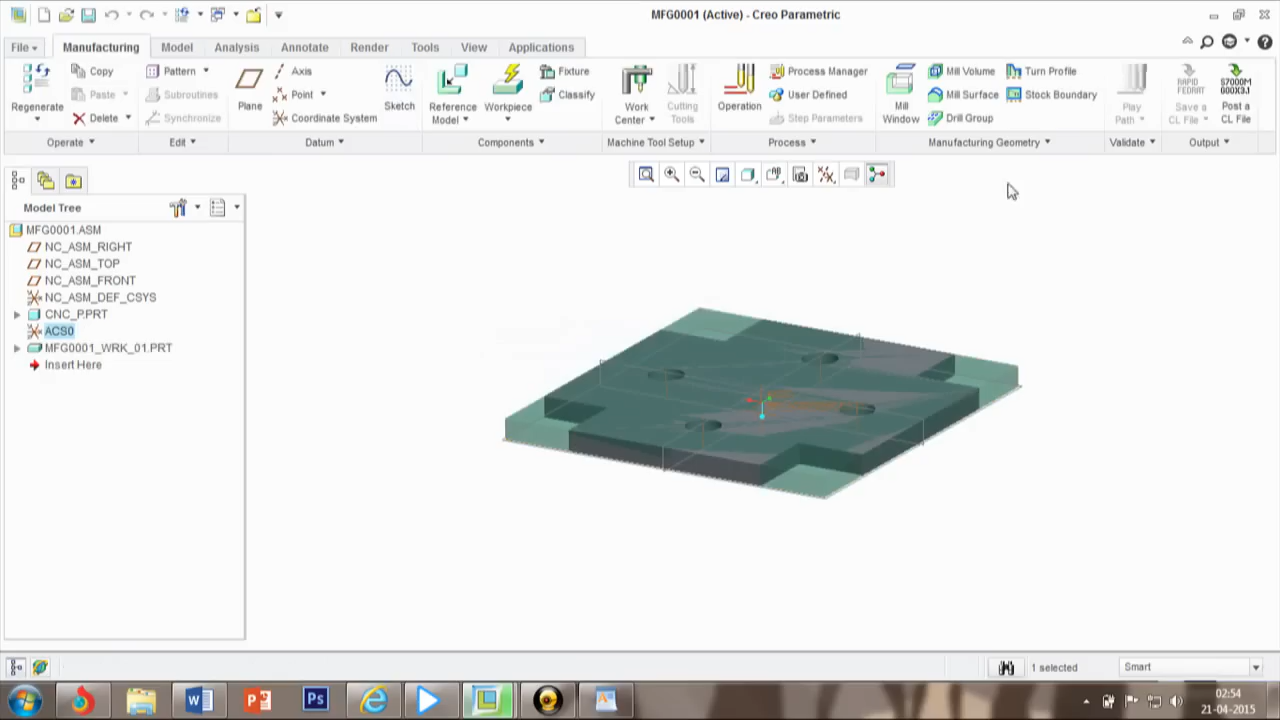 MFG0001 (Active) - Creo Parametric
File
Manufacturing
Model
Analysis
Annotate
Render
Tools
View
Applications
Regenerate
Copy
Paste
Delete
Operate
Pattern
Subroutines
Synchronize
Edit
Plane
Axis
Point
Coordinate System
Sketch
Datum
Reference
Model
Workpiece
Fixture
Classify
Components
Work
Center
Cutting
Tools
Machine Tool Setup
Operation
Process Manager
User Defined
Step Parameters
Process
Mill
Window
Mill Volume
Mill Surface
Drill Group
Turn Profile
Stock Boundary
Manufacturing Geometry
Play
Path
Validate
RAPID
FEDRAT
Save a
CL File
S7000M
G00X3.1
Post a
CL File
Output
Model Tree
MFG0001.ASM
NC_ASM_RIGHT
NC_ASM_TOP
NC_ASM_FRONT
NC_ASM_DEF_CSYS
CNC_P.PRT
ACS0
MFG0001_WRK_01.PRT
Insert Here
1 selected
Smart
02:54
21-04-2015